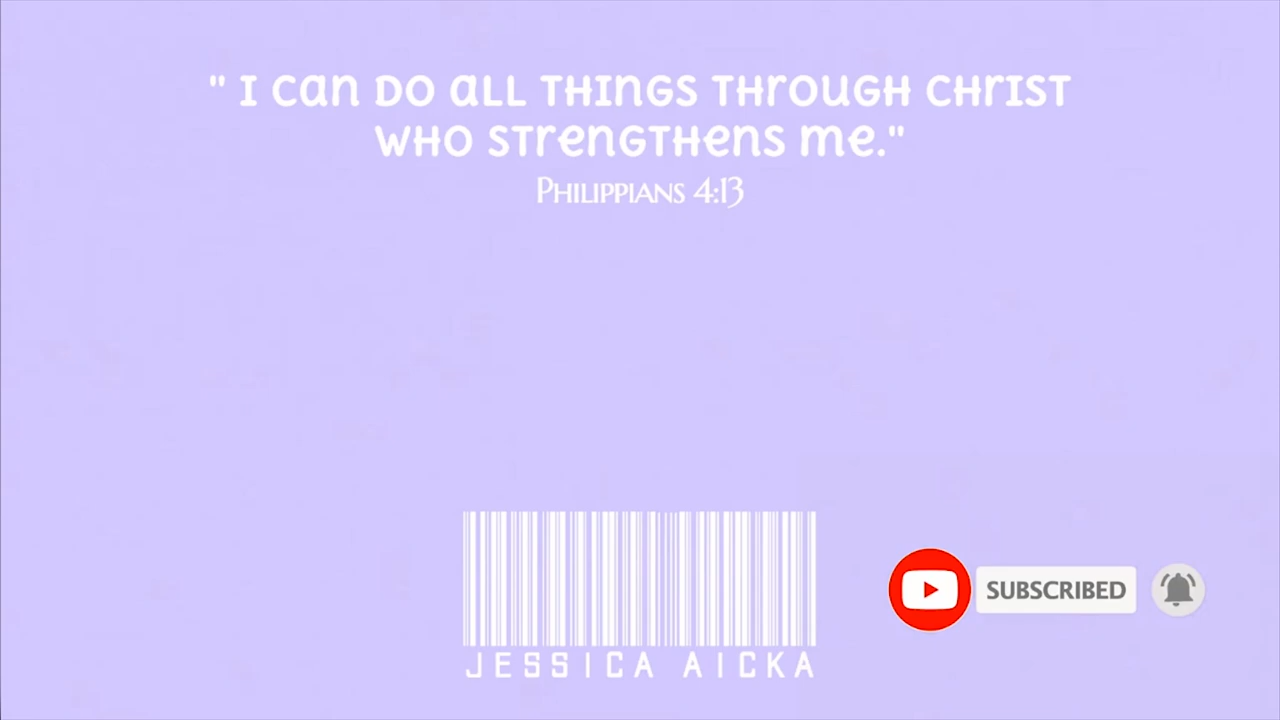 " I can do all things through christ
who strengthens me."
Philippians 4:13
SUBSCRIBED
JESSICA AICKA